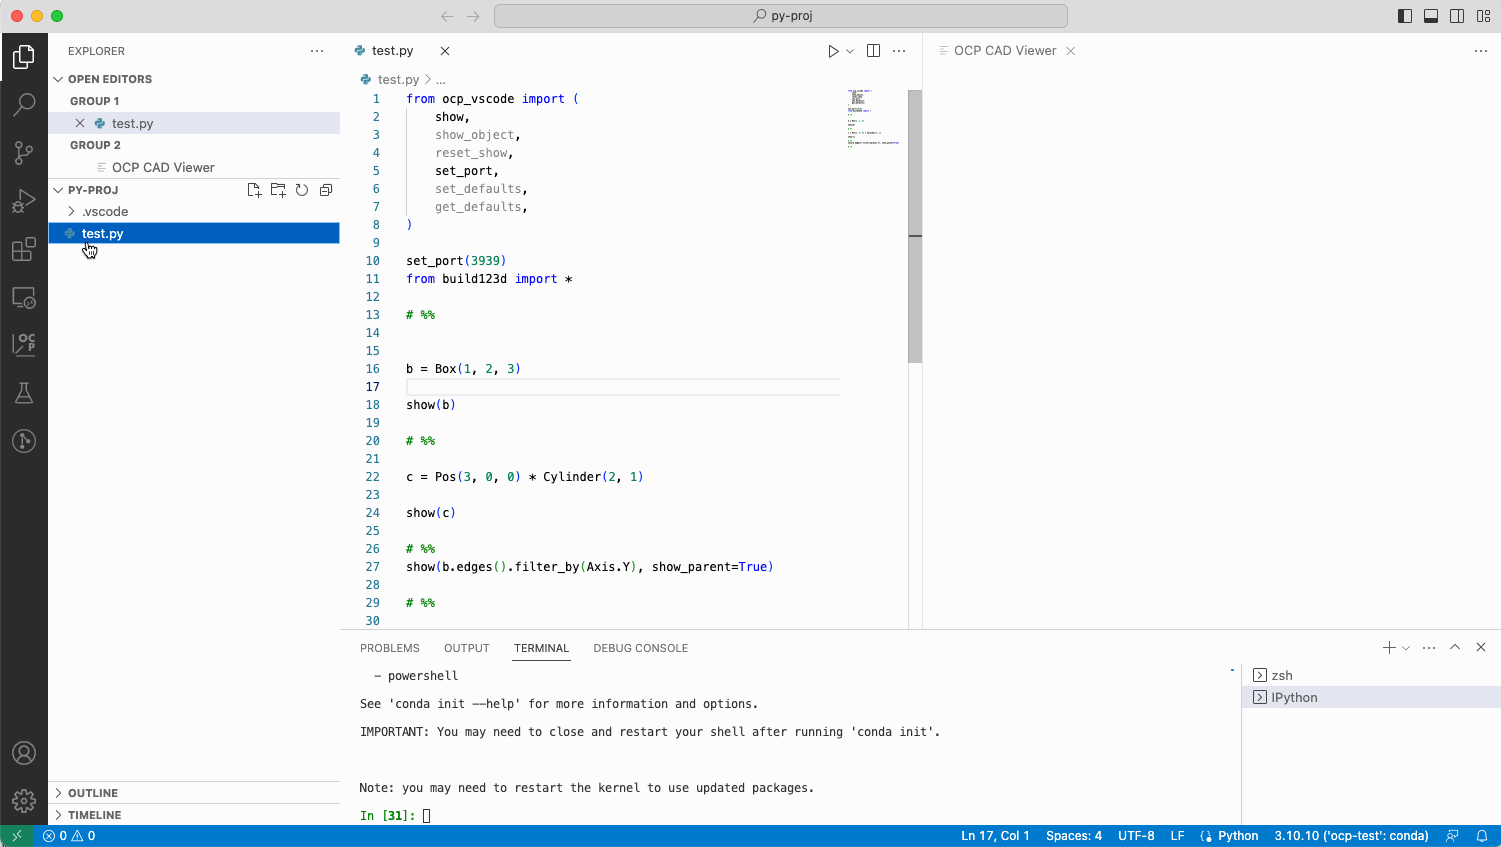 py-proj
EXPLORER
OPEN EDITORS
GROUP 1
test.py
GROUP 2
OCP CAD Viewer
PY-PROJ
.vscode
test.py
OUTLINE
TIMELINE
test.py
test.py > ...
1 from ocp_vscode import (
2 show,
3 show_object,
4 reset_show,
5 set_port,
6 set_defaults,
7 get_defaults,
8 )
9
10 set_port(3939)
11 from build123d import *
12
13 # %%
14
15
16 b = Box(1, 2, 3)
17
18 show(b)
19
20 # %%
21
22 c = Pos(3, 0, 0) * Cylinder(2, 1)
23
24 show(c)
25
26 # %%
27 show(b.edges().filter_by(Axis.Y), show_parent=True)
28
29 # %%
30
OCP CAD Viewer
PROBLEMS OUTPUT TERMINAL DEBUG CONSOLE
- powershell
See 'conda init --help' for more information and options.
IMPORTANT: You may need to close and restart your shell after running 'conda init'.
Note: you may need to restart the kernel to use updated packages.
In [31]:
zsh
IPython
0 0 Ln 17, Col 1 Spaces: 4 UTF-8 LF Python 3.10.10 ('ocp-test': conda)